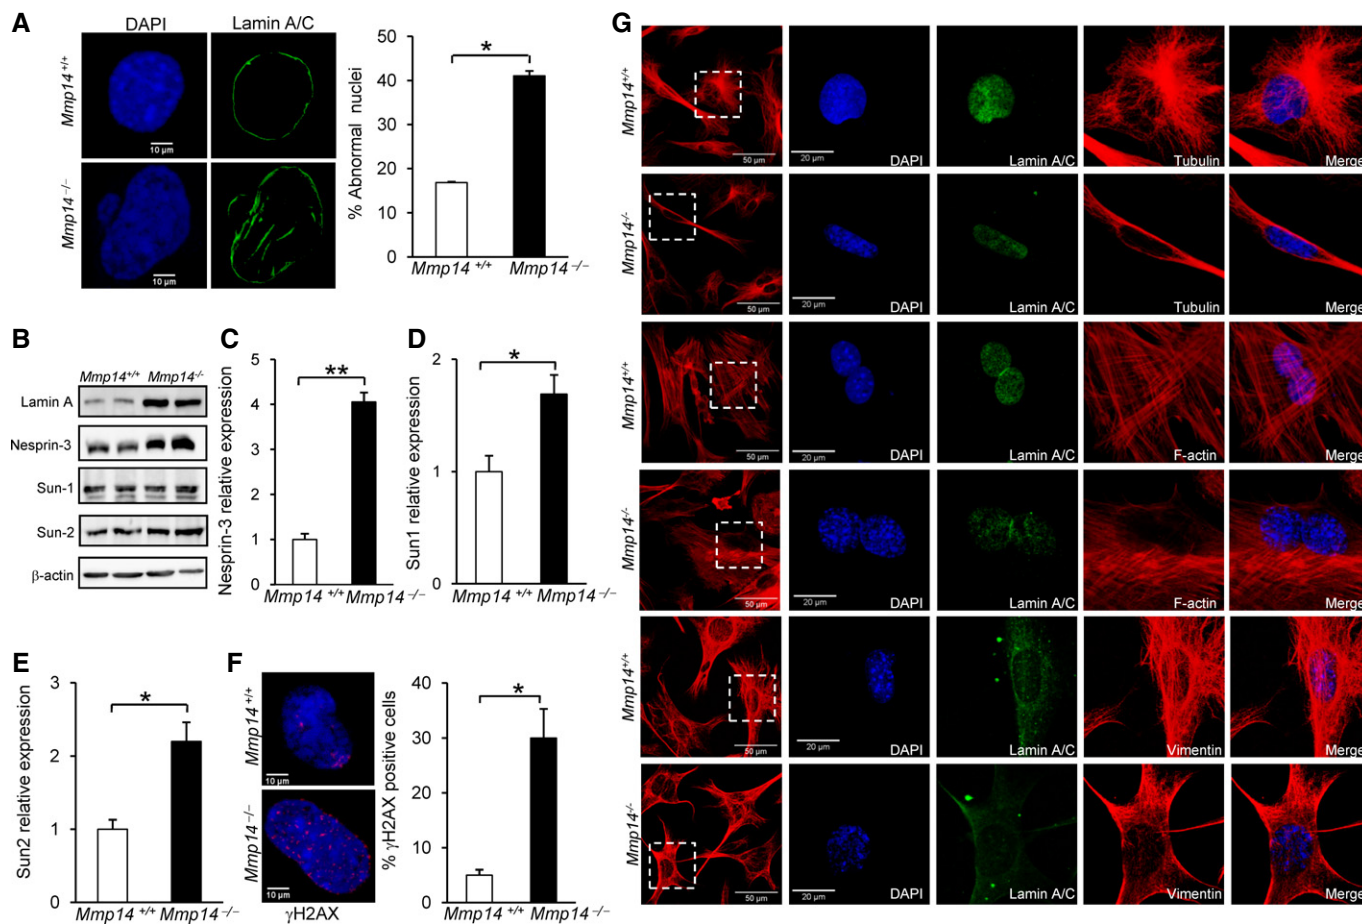 A
DAPI
Lamin A/C
Mmp14+/+
10 μm
Mmp14−/−
10 μm
% Abnormal nuclei
50
40
30
20
10
0
*
Mmp14 +/+
Mmp14 −/−
B
Mmp14+/+
Mmp14-/-
Lamin A
Nesprin-3
Sun-1
Sun-2
β-actin
C
Nesprin-3 relative expression
5
4
3
2
1
0
**
Mmp14 +/+
Mmp14 −/−
D
Sun1 relative expression
2
1
0
*
Mmp14 +/+
Mmp14 −/−
E
Sun2 relative expression
3
2
1
0
*
Mmp14 +/+
Mmp14 −/−
F
Mmp14+/+
10 μm
Mmp14−/−
10 μm
γH2AX
% γH2AX positive cells
40
30
20
10
0
*
Mmp14 +/+
Mmp14 −/−
G
Mmp14+/+
50 μm
20 μm
DAPI
Lamin A/C
Tubulin
Merge
Mmp14-/-
50 μm
20 μm
DAPI
Lamin A/C
Tubulin
Merge
Mmp14+/+
50 μm
20 μm
DAPI
Lamin A/C
F-actin
Merge
Mmp14-/-
50 μm
20 μm
DAPI
Lamin A/C
F-actin
Merge
Mmp14+/+
50 μm
20 μm
DAPI
Lamin A/C
Vimentin
Merge
Mmp14-/-
50 μm
20 μm
DAPI
Lamin A/C
Vimentin
Merge